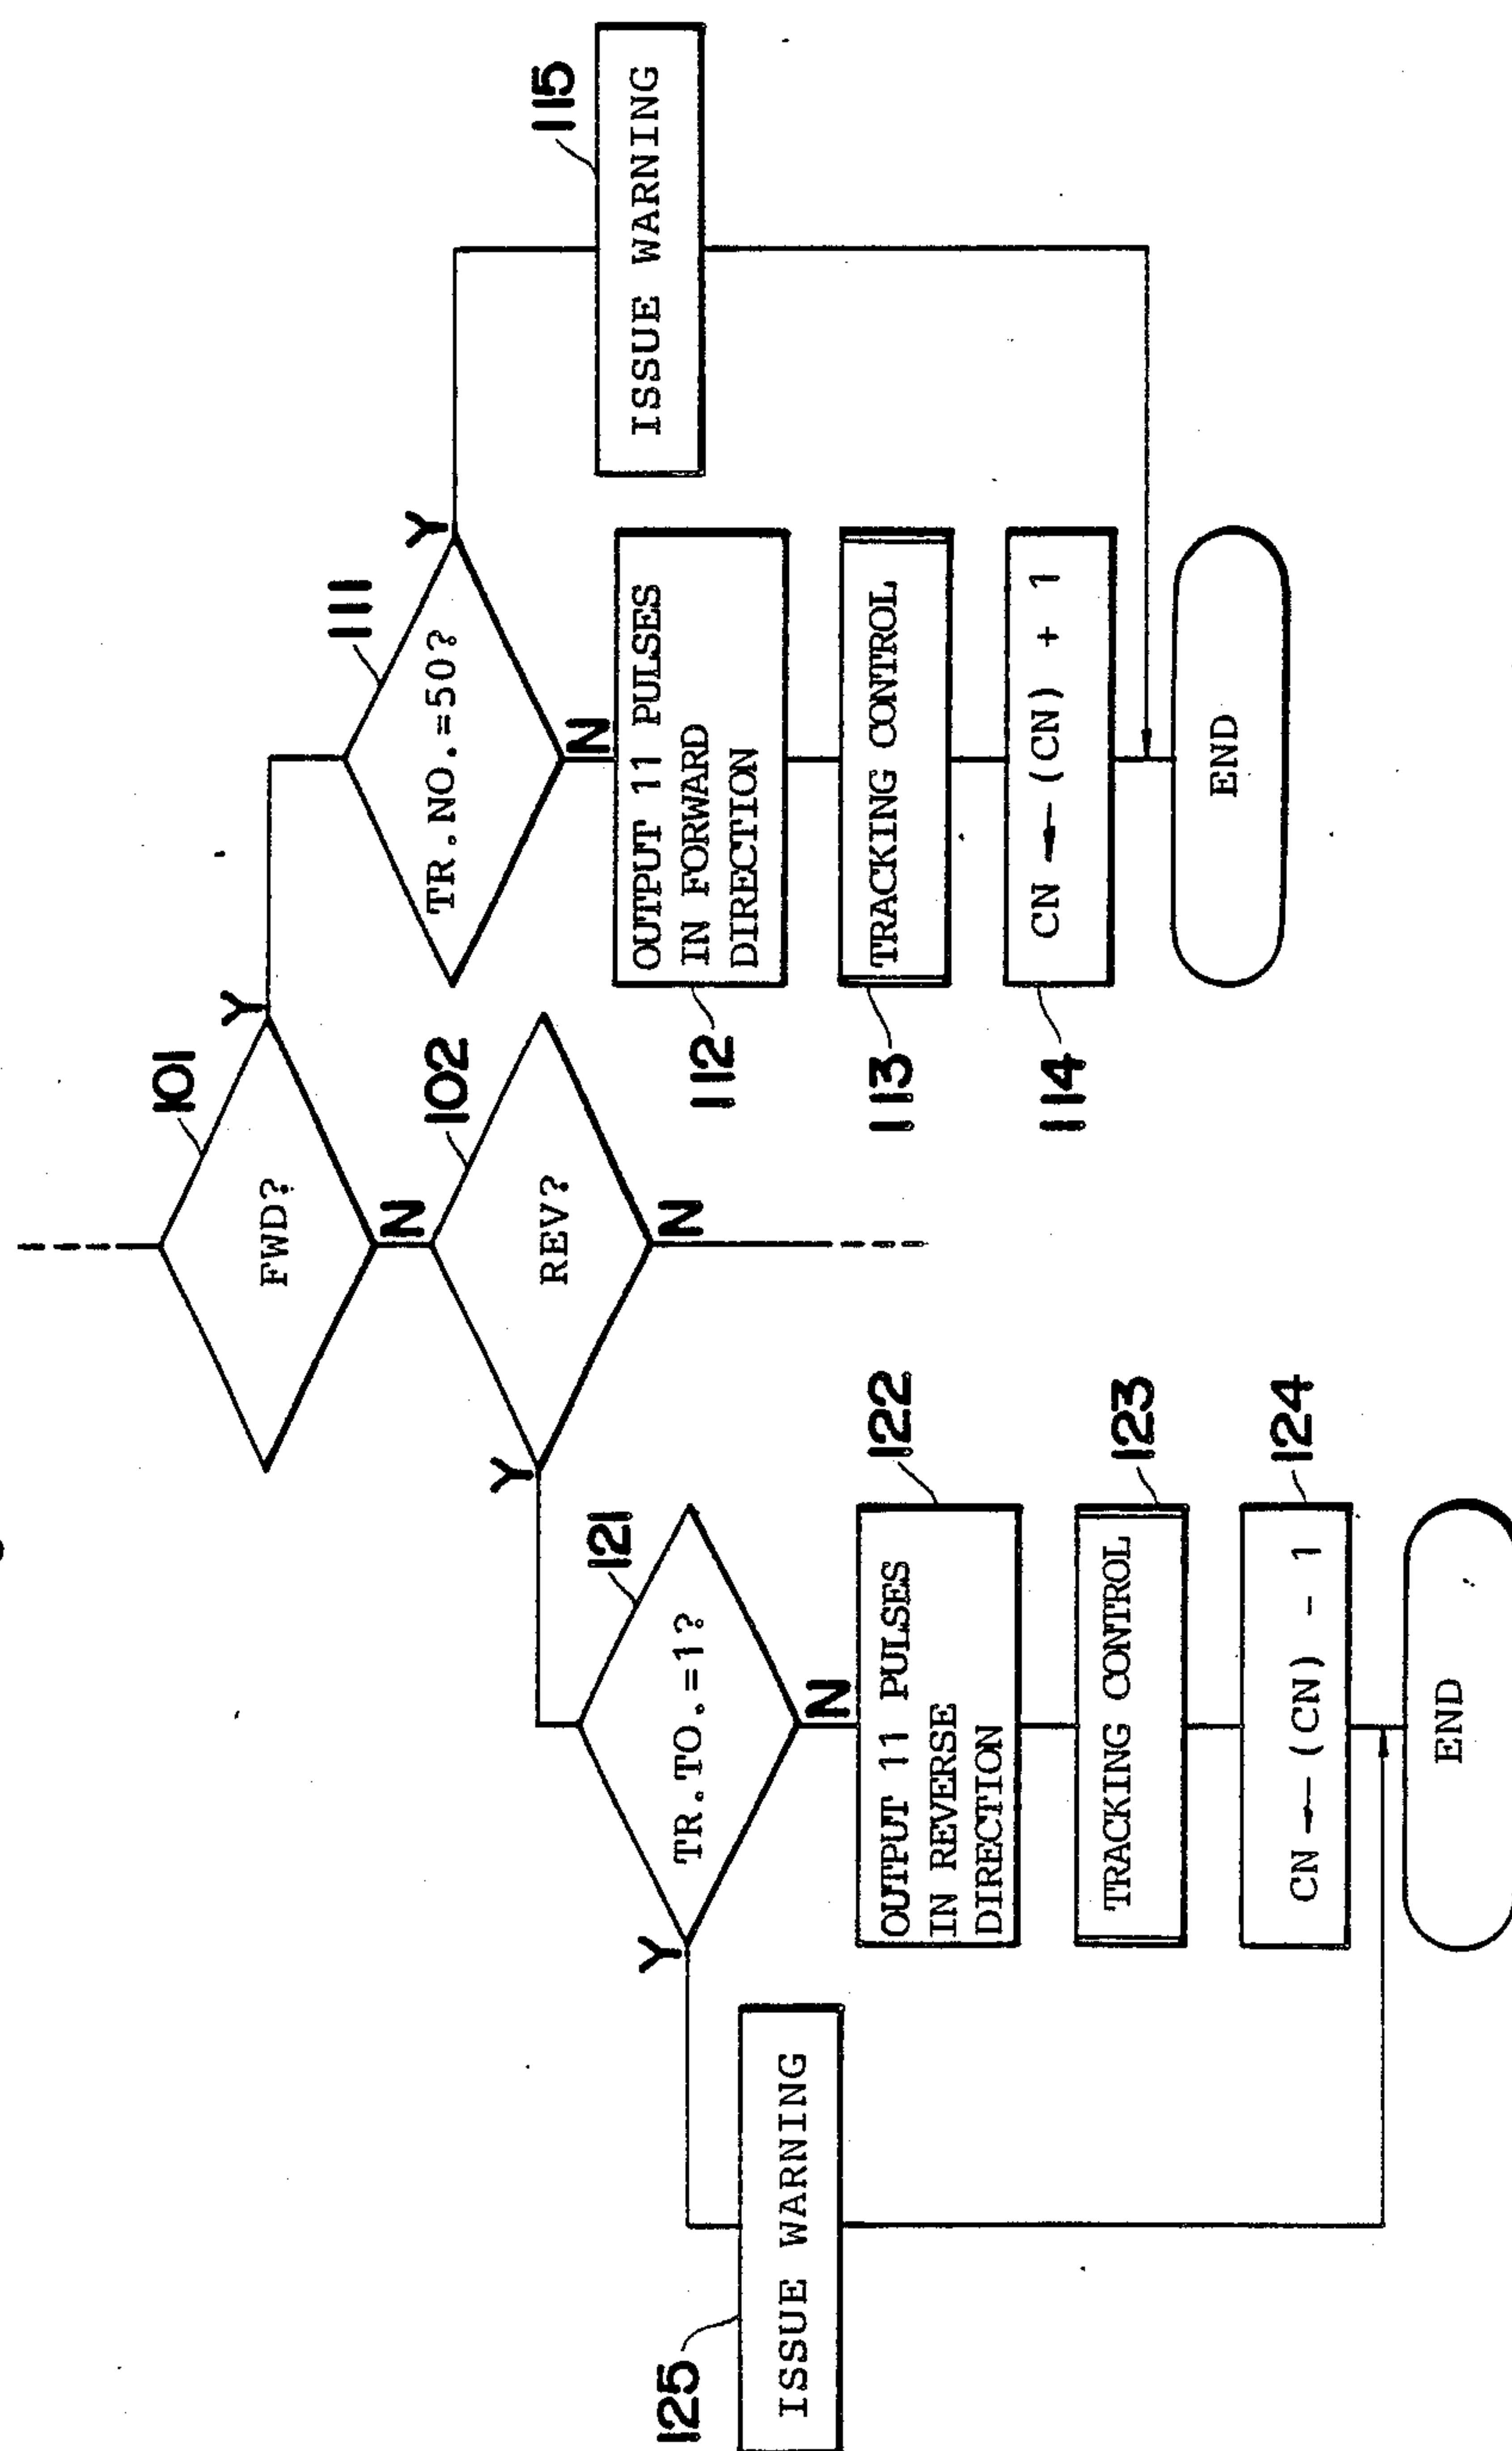 101
FWD?
Y
N
102
REV?
Y
N
111
TR.NO.=50?
Y
N
115
ISSUE WARNING
112
OUTPUT 11 PULSES
IN FORWARD
DIRECTION
113
TRACKING CONTROL
114
CN ← (CN) + 1
END
121
TR.TO.=1?
Y
N
125
ISSUE WARNING
122
OUTPUT 11 PULSES
IN REVERSE
DIRECTION
123
TRACKING CONTROL
124
CN ← (CN) - 1
END